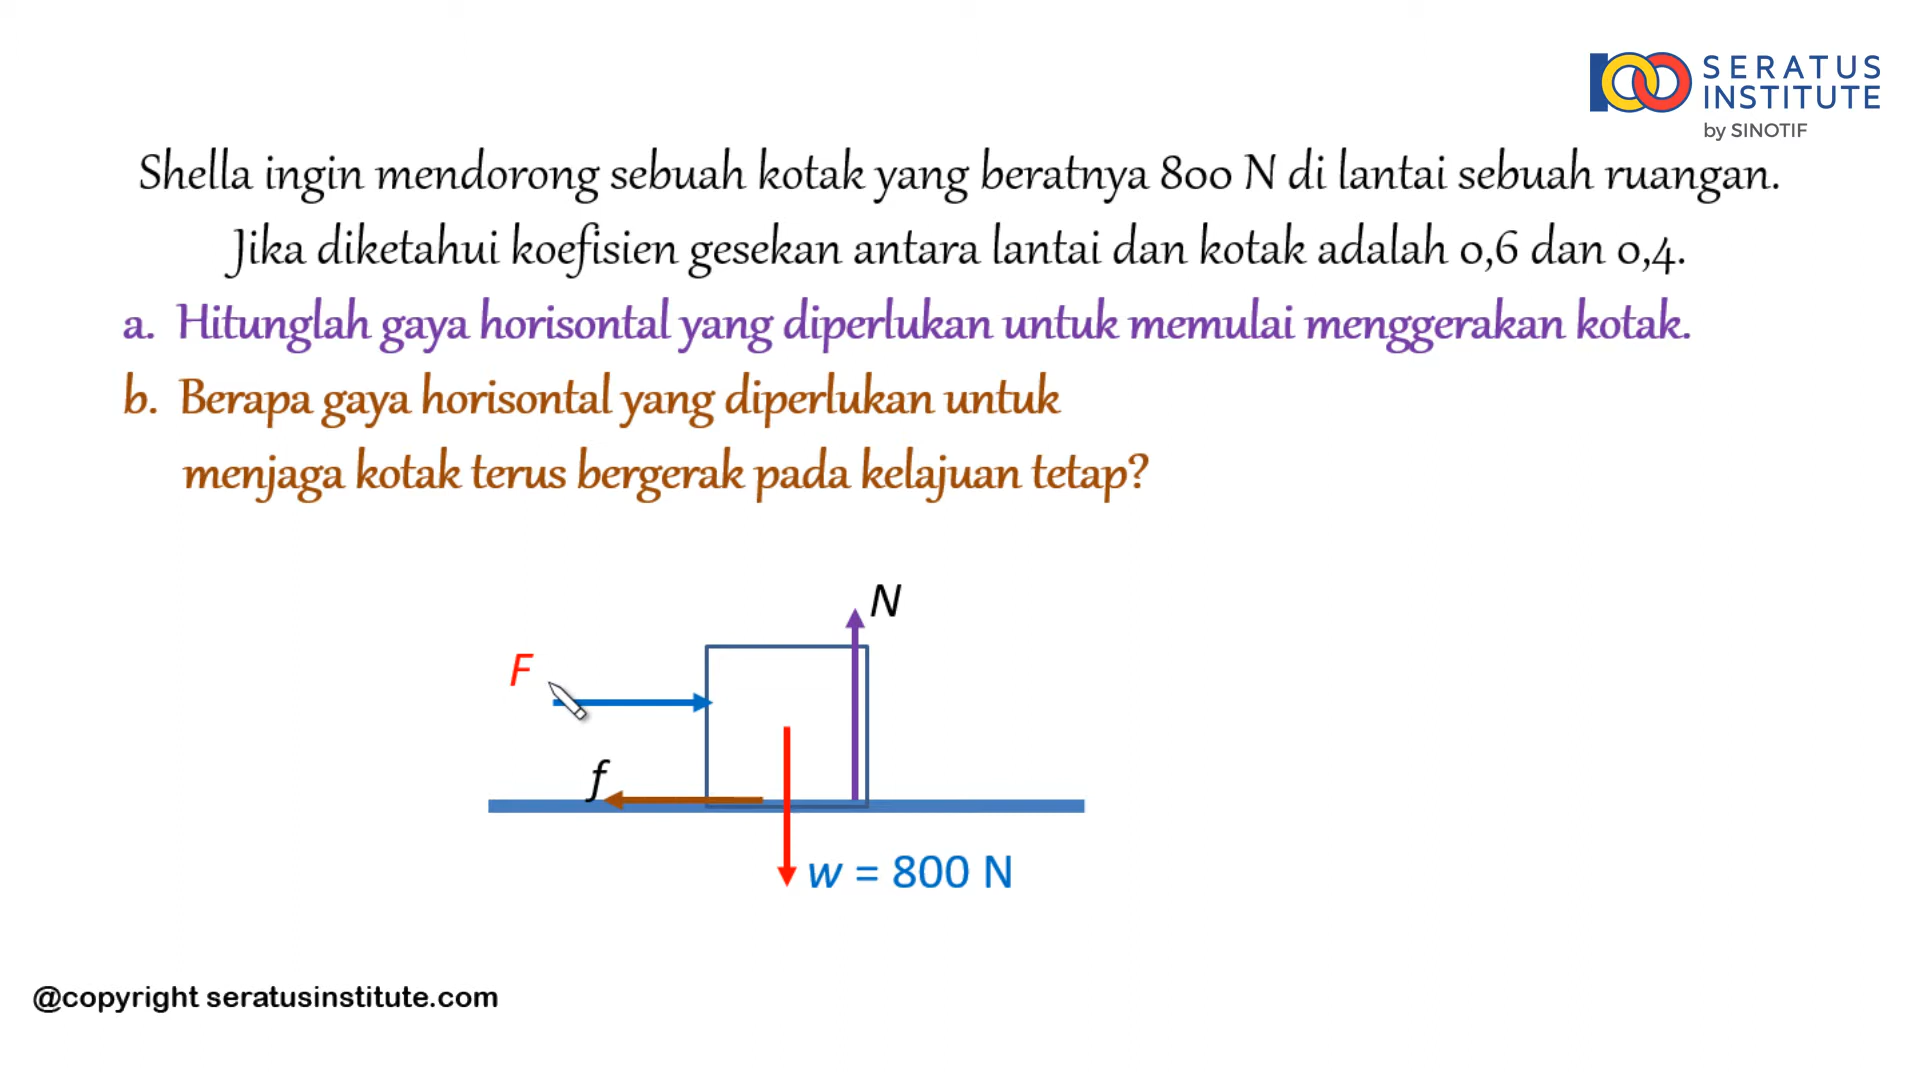 SERATUS
INSTITUTE
by SINOTIF
Shella ingin mendorong sebuah kotak yang beratnya 800 N di lantai sebuah ruangan.
Jika diketahui koefisien gesekan antara lantai dan kotak adalah 0,6 dan 0,4.
a. Hitunglah gaya horisontal yang diperlukan untuk memulai menggerakan kotak.
b. Berapa gaya horisontal yang diperlukan untuk
menjaga kotak terus bergerak pada kelajuan tetap?
N
F
f
w = 800 N
@copyright seratusinstitute.com